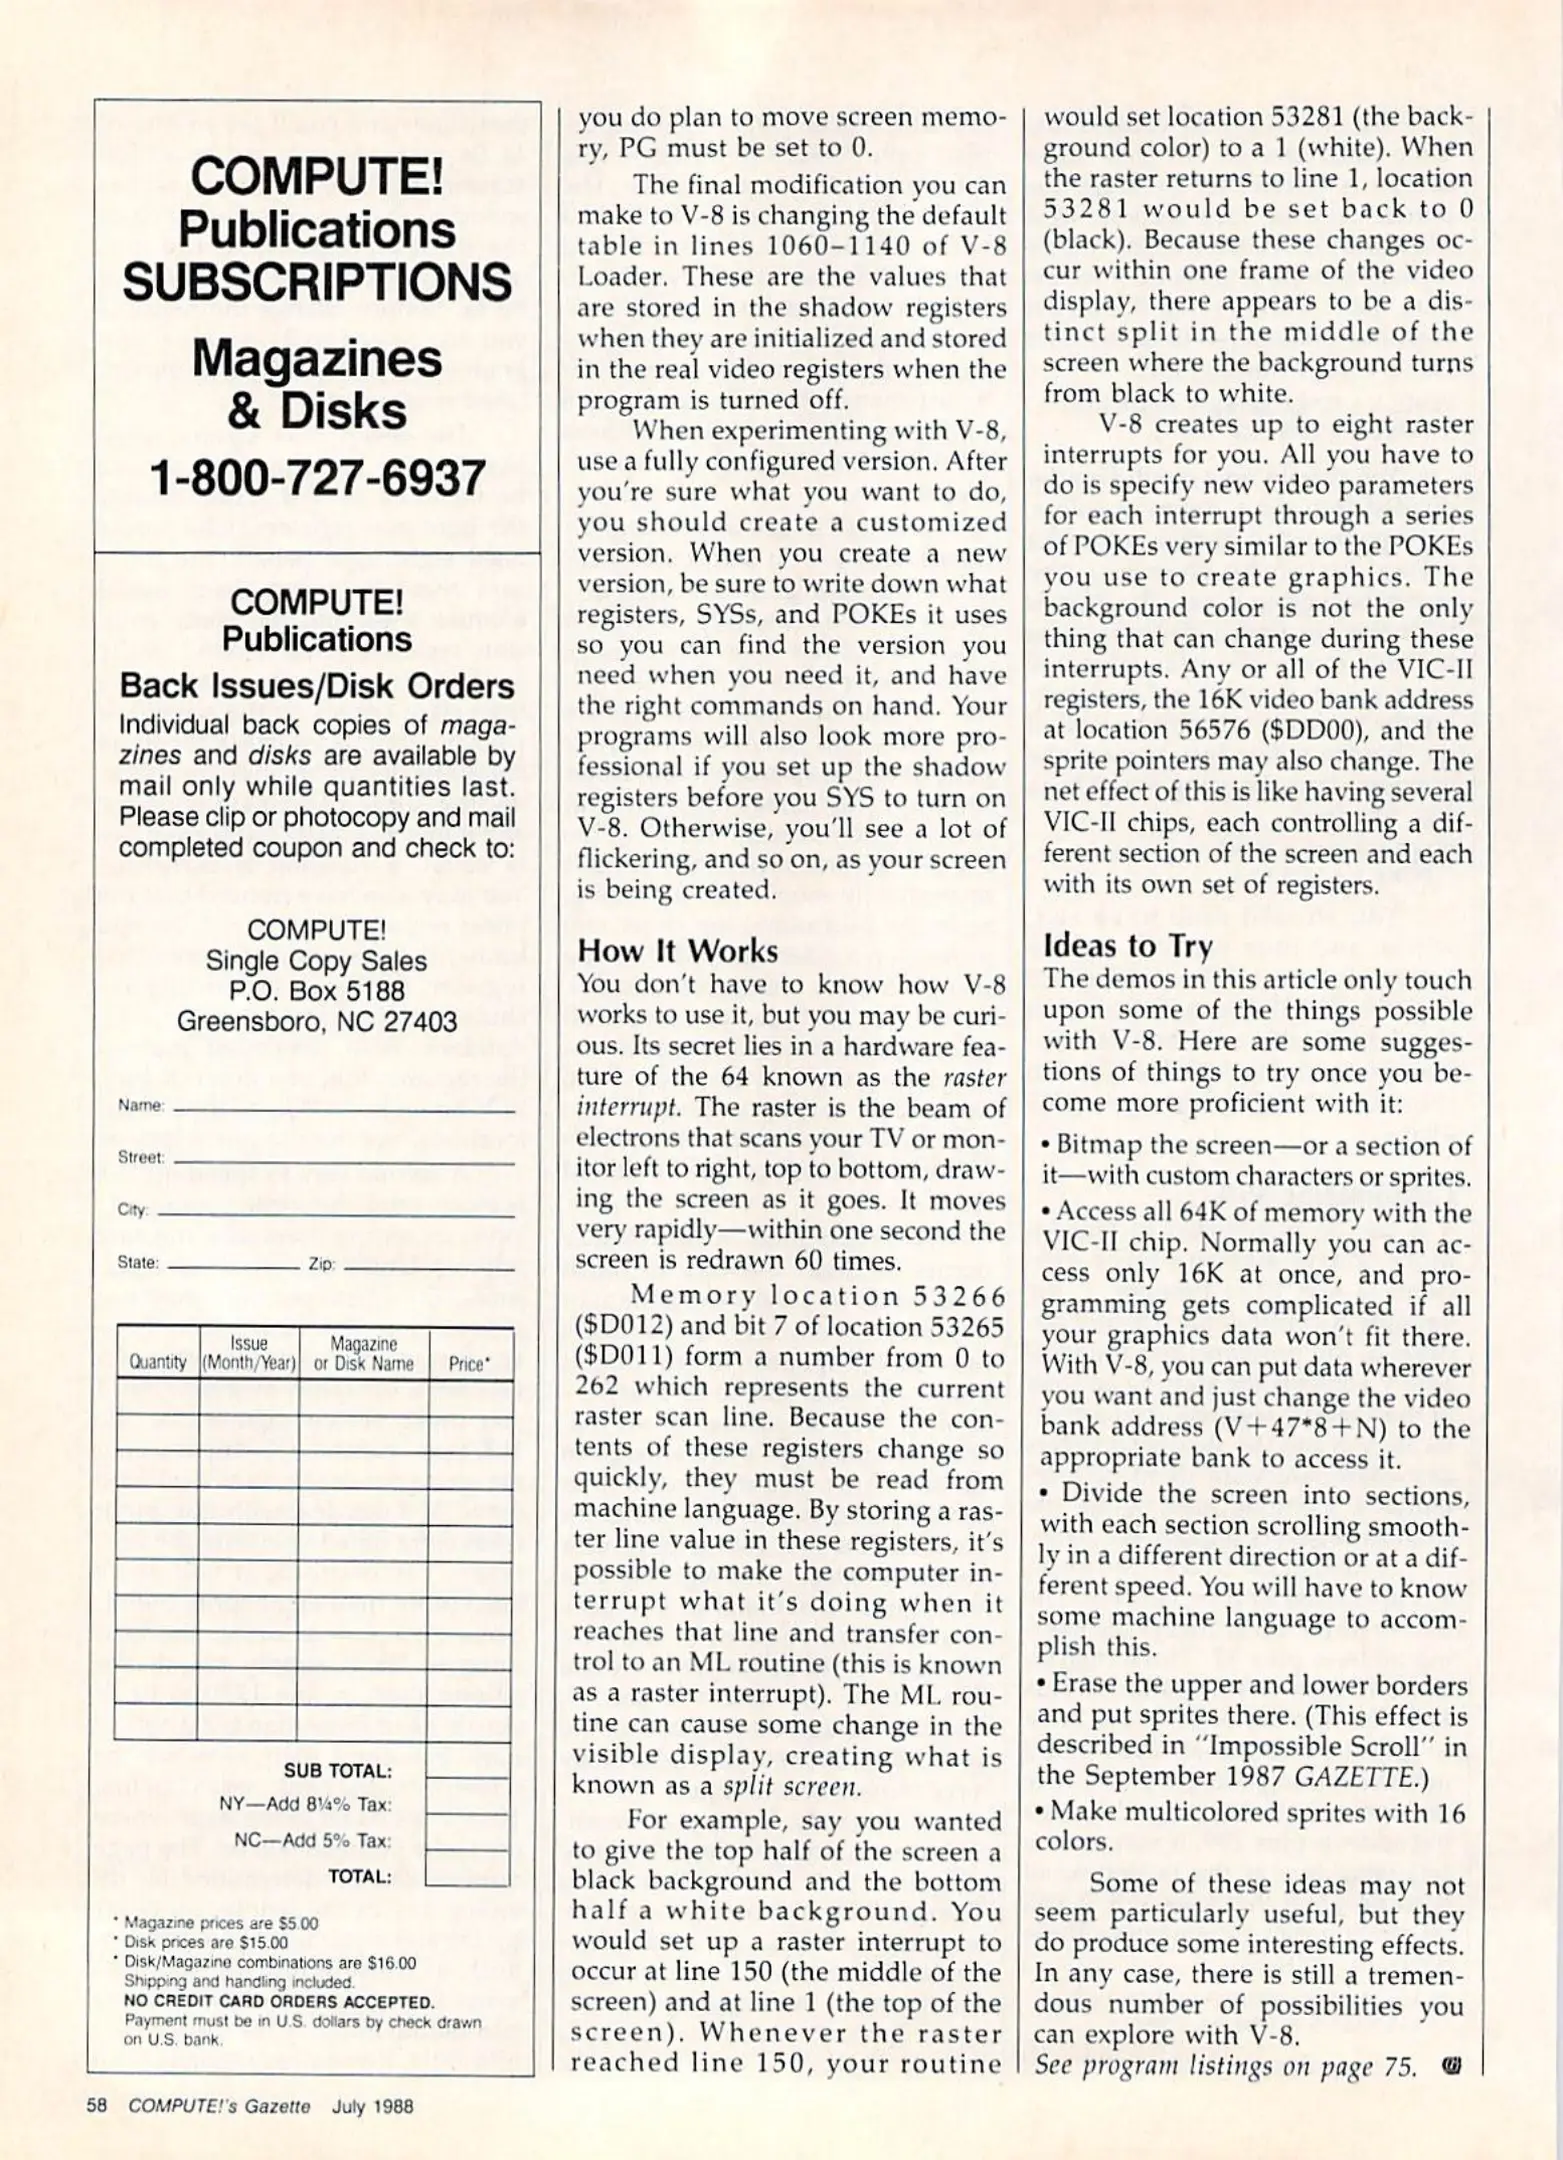 COMPUTE!
Publications
SUBSCRIPTIONS
Magazines
& Disks
1-800-727-6937
COMPUTE!
Publications
Back Issues/Disk Orders
Individual back copies of maga-
zines and disks are available by
mail only while quantities last.
Please clip or photocopy and mail
completed coupon and check to:
COMPUTE!
Single Copy Sales
P.O. Box 5188
Greensboro, NC 27403
Name:
Street:
City:
State: Zip:
Quantity Issue (Month/Year) Magazine or Disk Name Price*
SUB TOTAL:
NY—Add 8¼% Tax:
NC—Add 5% Tax:
TOTAL:
* Magazine prices are $5.00
* Disk prices are $15.00
* Disk/Magazine combinations are $16.00
Shipping and handling included.
NO CREDIT CARD ORDERS ACCEPTED.
Payment must be in U.S. dollars by check drawn
on U.S. bank.
you do plan to move screen memo-
ry, PG must be set to 0.
The final modification you can
make to V-8 is changing the default
table in lines 1060–1140 of V-8
Loader. These are the values that
are stored in the shadow registers
when they are initialized and stored
in the real video registers when the
program is turned off.
When experimenting with V-8,
use a fully configured version. After
you're sure what you want to do,
you should create a customized
version. When you create a new
version, be sure to write down what
registers, SYSs, and POKEs it uses
so you can find the version you
need when you need it, and have
the right commands on hand. Your
programs will also look more pro-
fessional if you set up the shadow
registers before you SYS to turn on
V-8. Otherwise, you'll see a lot of
flickering, and so on, as your screen
is being created.
How It Works
You don't have to know how V-8
works to use it, but you may be curi-
ous. Its secret lies in a hardware fea-
ture of the 64 known as the raster
interrupt. The raster is the beam of
electrons that scans your TV or mon-
itor left to right, top to bottom, draw-
ing the screen as it goes. It moves
very rapidly—within one second the
screen is redrawn 60 times.
Memory location 53266
($D012) and bit 7 of location 53265
($D011) form a number from 0 to
262 which represents the current
raster scan line. Because the con-
tents of these registers change so
quickly, they must be read from
machine language. By storing a ras-
ter line value in these registers, it's
possible to make the computer in-
terrupt what it's doing when it
reaches that line and transfer con-
trol to an ML routine (this is known
as a raster interrupt). The ML rou-
tine can cause some change in the
visible display, creating what is
known as a split screen.
For example, say you wanted
to give the top half of the screen a
black background and the bottom
half a white background. You
would set up a raster interrupt to
occur at line 150 (the middle of the
screen) and at line 1 (the top of the
screen). Whenever the raster
reached line 150, your routine
would set location 53281 (the back-
ground color) to a 1 (white). When
the raster returns to line 1, location
53281 would be set back to 0
(black). Because these changes oc-
cur within one frame of the video
display, there appears to be a dis-
tinct split in the middle of the
screen where the background turns
from black to white.
V-8 creates up to eight raster
interrupts for you. All you have to
do is specify new video parameters
for each interrupt through a series
of POKEs very similar to the POKEs
you use to create graphics. The
background color is not the only
thing that can change during these
interrupts. Any or all of the VIC-II
registers, the 16K video bank address
at location 56576 ($DD00), and the
sprite pointers may also change. The
net effect of this is like having several
VIC-II chips, each controlling a dif-
ferent section of the screen and each
with its own set of registers.
Ideas to Try
The demos in this article only touch
upon some of the things possible
with V-8. Here are some sugges-
tions of things to try once you be-
come more proficient with it:
• Bitmap the screen—or a section of
it—with custom characters or sprites.
• Access all 64K of memory with the
VIC-II chip. Normally you can ac-
cess only 16K at once, and pro-
gramming gets complicated if all
your graphics data won't fit there.
With V-8, you can put data wherever
you want and just change the video
bank address (V+47*8+N) to the
appropriate bank to access it.
• Divide the screen into sections,
with each section scrolling smooth-
ly in a different direction or at a dif-
ferent speed. You will have to know
some machine language to accom-
plish this.
• Erase the upper and lower borders
and put sprites there. (This effect is
described in "Impossible Scroll" in
the September 1987 GAZETTE.)
• Make multicolored sprites with 16
colors.
Some of these ideas may not
seem particularly useful, but they
do produce some interesting effects.
In any case, there is still a tremen-
dous number of possibilities you
can explore with V-8.
See program listings on page 75.
58 COMPUTE!'s Gazette July 1988